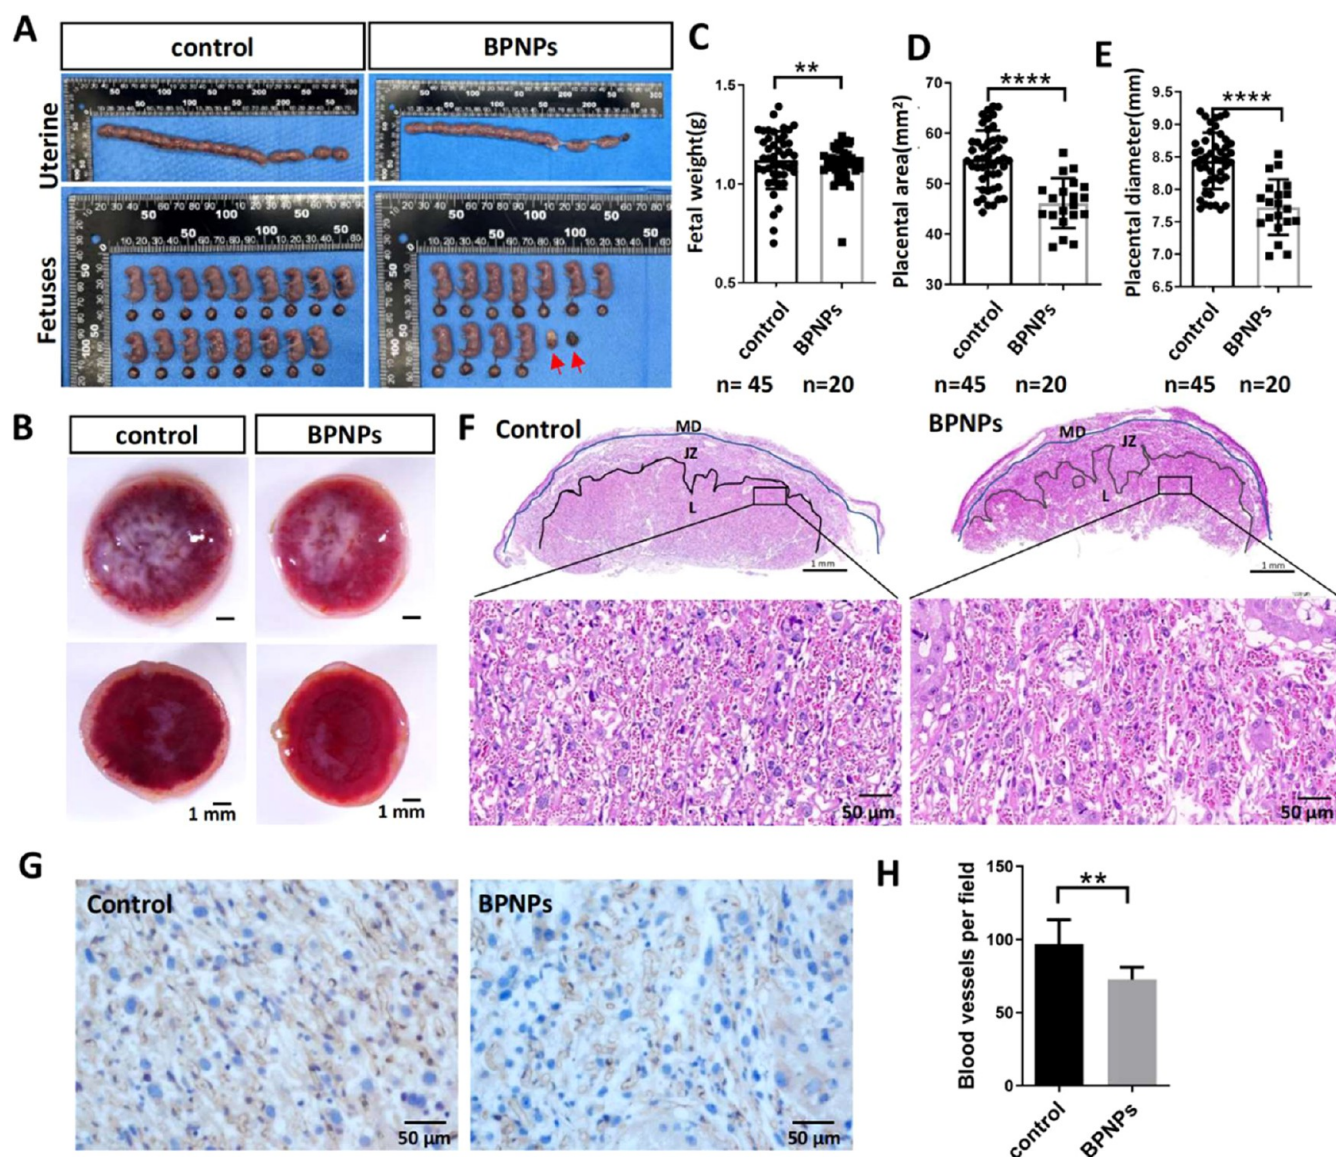 A
control
BPNPs
Uterine
Fetuses
B
control
BPNPs
1 mm
1 mm
C
Fetal weight(g)
1.5
1.0
0.5
**
control
BPNPs
n= 45
n=20
D
Placental area(mm²)
70
60
50
40
30
****
control
BPNPs
n=45
n=20
E
Placental diameter(mm)
9.5
9.0
8.5
8.0
7.5
7.0
6.5
****
control
BPNPs
n=45
n=20
F
Control
MD
JZ
L
1 mm
50 μm
BPNPs
MD
JZ
L
1 mm
50 μm
G
Control
50 μm
BPNPs
50 μm
H
Blood vessels per field
150
100
50
0
**
control
BPNPs